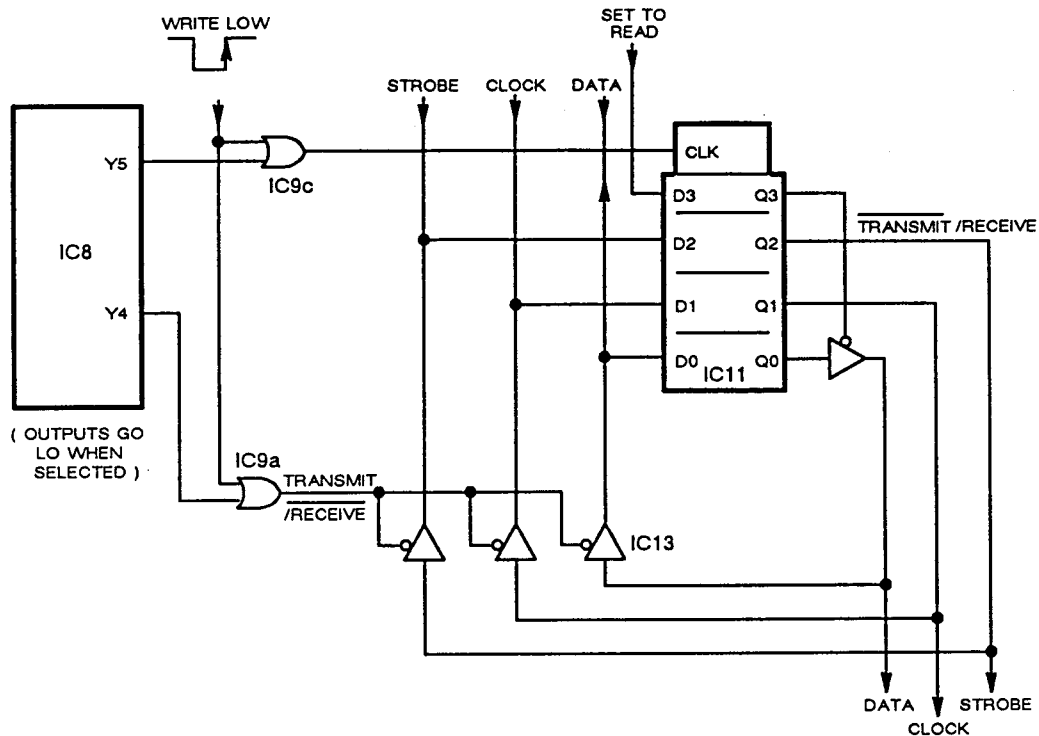 WRITE LOW
SET TO
READ
STROBE
CLOCK
DATA
Y5
IC9c
CLK
D3
Q3
TRANSMIT /RECEIVE
D2
Q2
IC8
Y4
D1
Q1
D0
Q0
IC11
( OUTPUTS GO
LO WHEN
SELECTED )
IC9a
TRANSMIT
/RECEIVE
IC13
DATA
STROBE
CLOCK